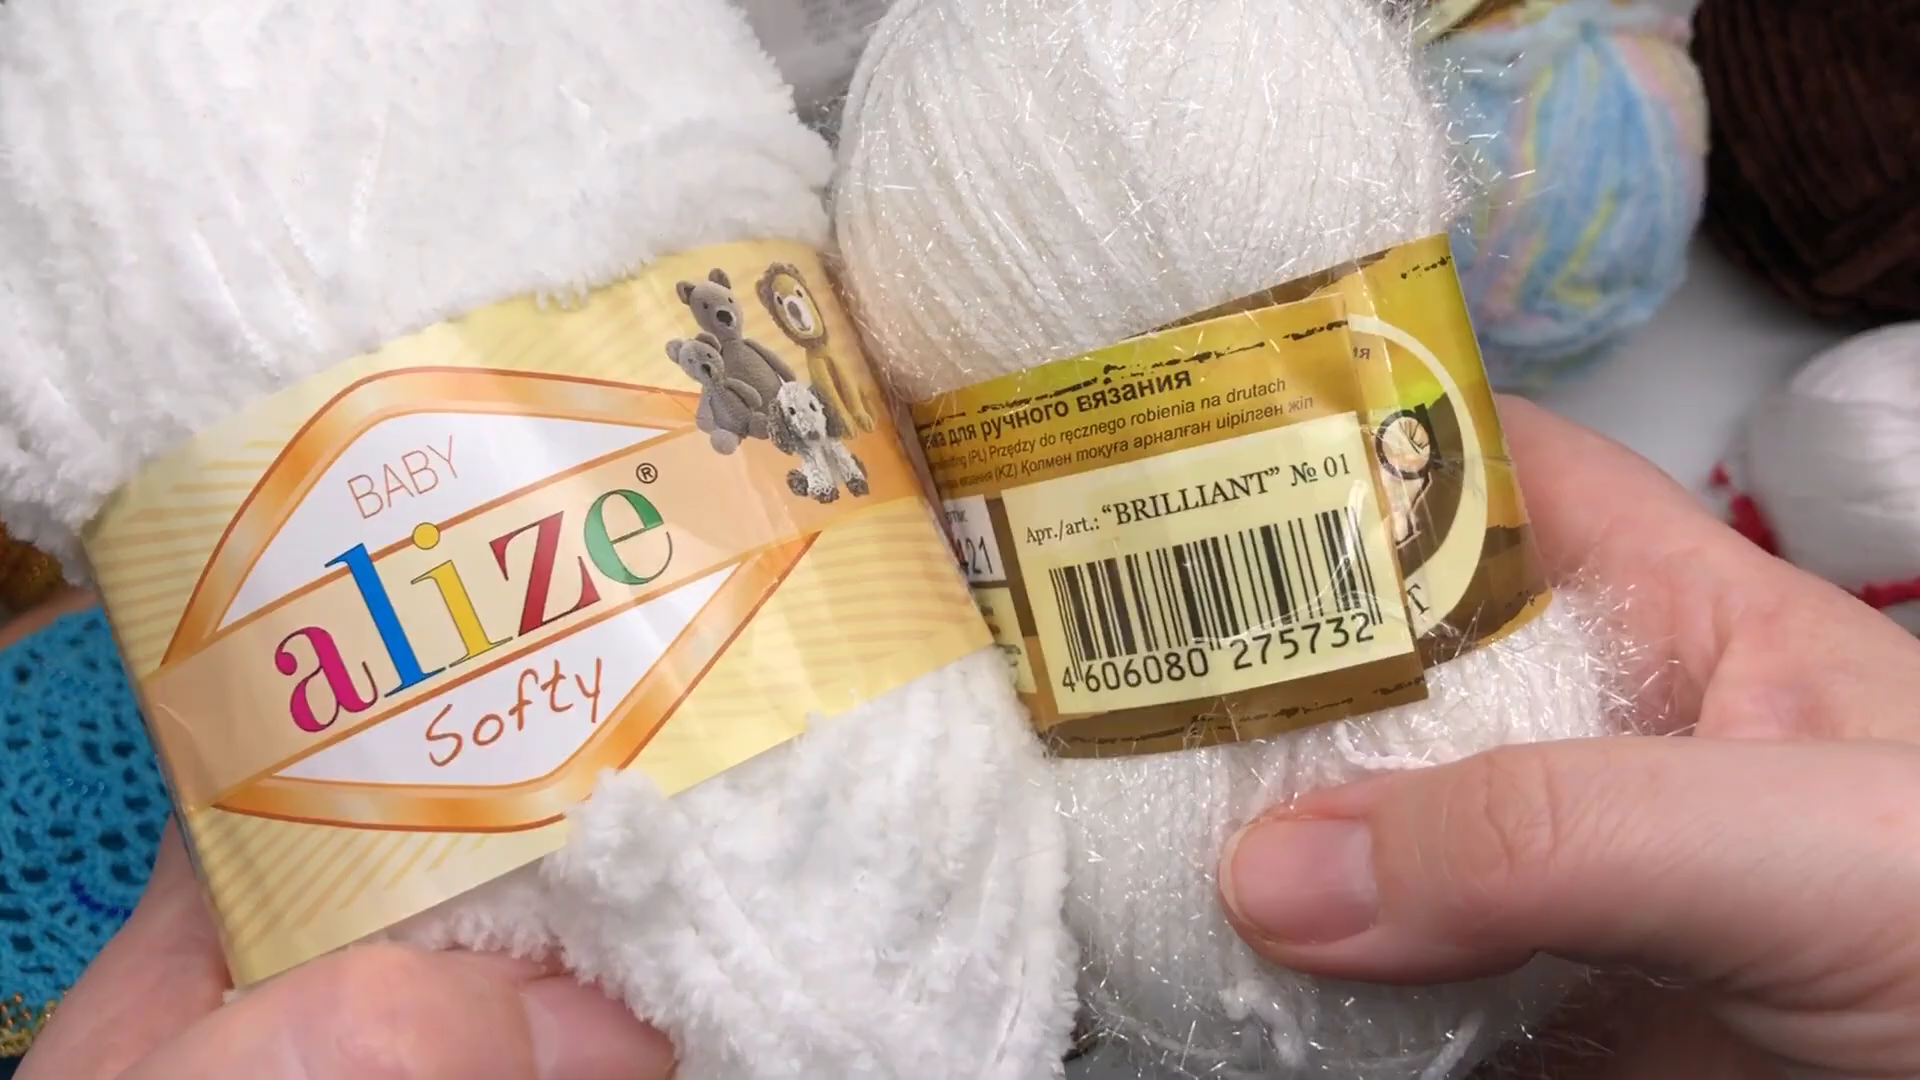 BABY
alize®
Softy
для ручного вязания
(PL) Przędzy do ręcznego robienia na drutach
(KZ) Қолмен тоқуға арналған иірілген жіп
Арт./art.: “BRILLIANT” № 01
4 606080 275732
421